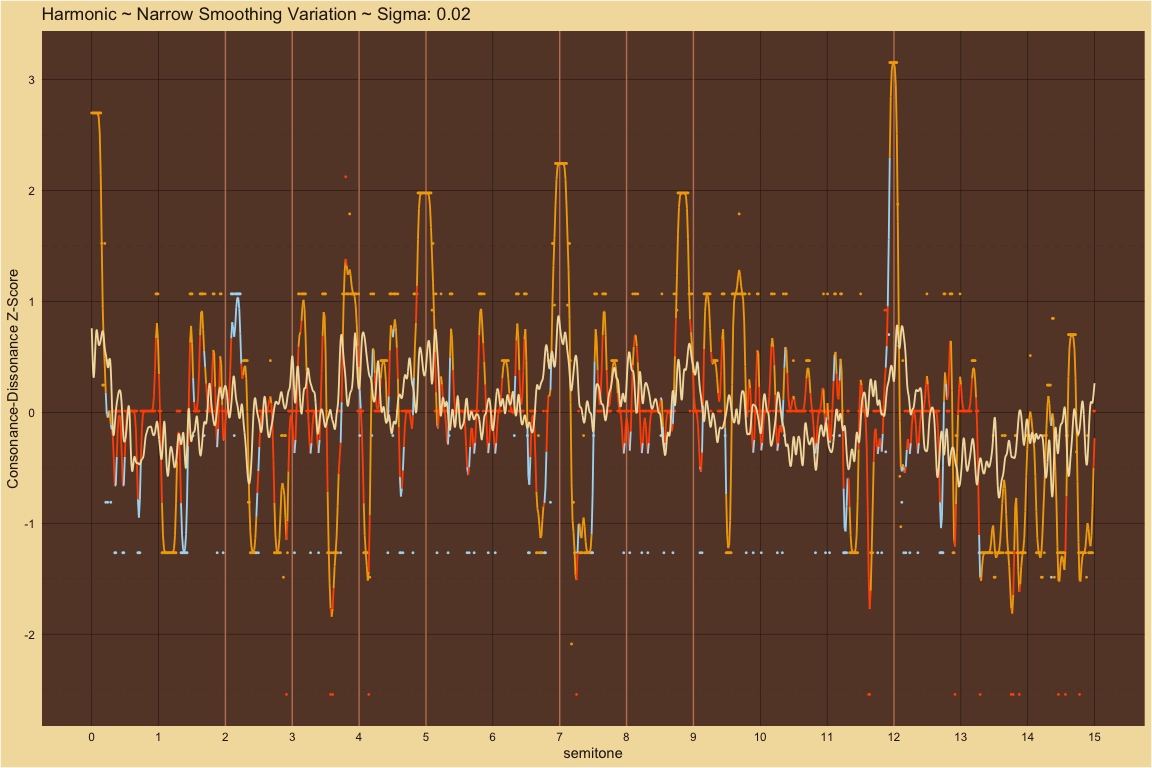 Harmonic ~ Narrow Smoothing Variation ~ Sigma: 0.02
Consonance-Dissonance Z-Score
3
2
1
0
-1
-2
0 1 2 3 4 5 6 7 8 9 10 11 12 13 14 15
semitone